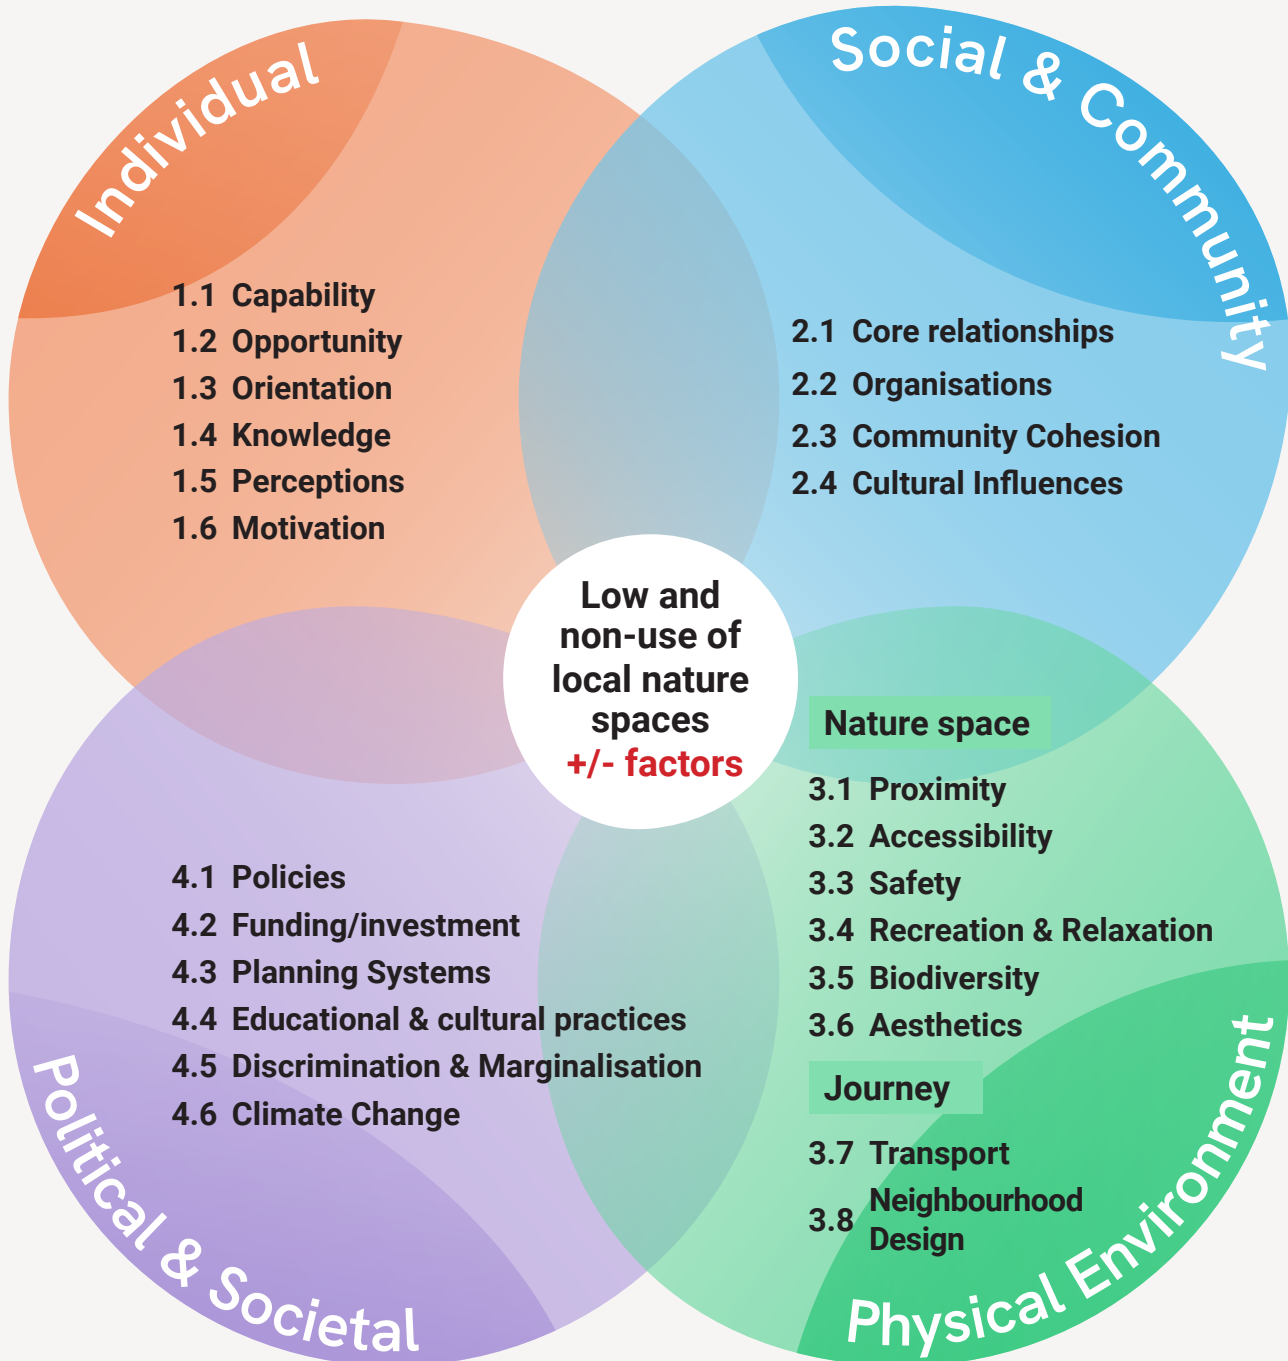 Individual
1.1 Capability
1.2 Opportunity
1.3 Orientation
1.4 Knowledge
1.5 Perceptions
1.6 Motivation
Social & Community
2.1 Core relationships
2.2 Organisations
2.3 Community Cohesion
2.4 Cultural Influences
Low and
non-use of
local nature
spaces
+/- factors
Nature space
3.1 Proximity
3.2 Accessibility
3.3 Safety
3.4 Recreation & Relaxation
3.5 Biodiversity
3.6 Aesthetics
Journey
3.7 Transport
3.8 Neighbourhood
Design
Physical Environment
4.1 Policies
4.2 Funding/investment
4.3 Planning Systems
4.4 Educational & cultural practices
4.5 Discrimination & Marginalisation
4.6 Climate Change
Political & Societal